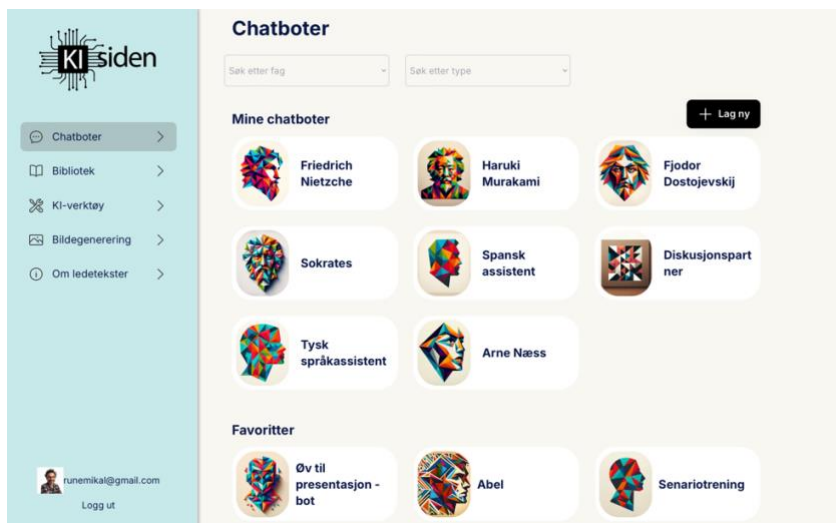 KI siden
Chatboter
Bibliotek
KI-verktøy
Bildegenerering
Om ledetekster
runemikal@gmail.com
Logg ut
Chatboter
Søk etter fag
Søk etter type
Mine chatboter
+ Lag ny
Friedrich
Nietzche
Haruki
Murakami
Fjodor
Dostojevskij
Sokrates
Spansk
assistent
Diskusjonspart
ner
Tysk
språkassistent
Arne Næss
Favoritter
Øv til
presentasjon -
bot
Abel
Senariotrening